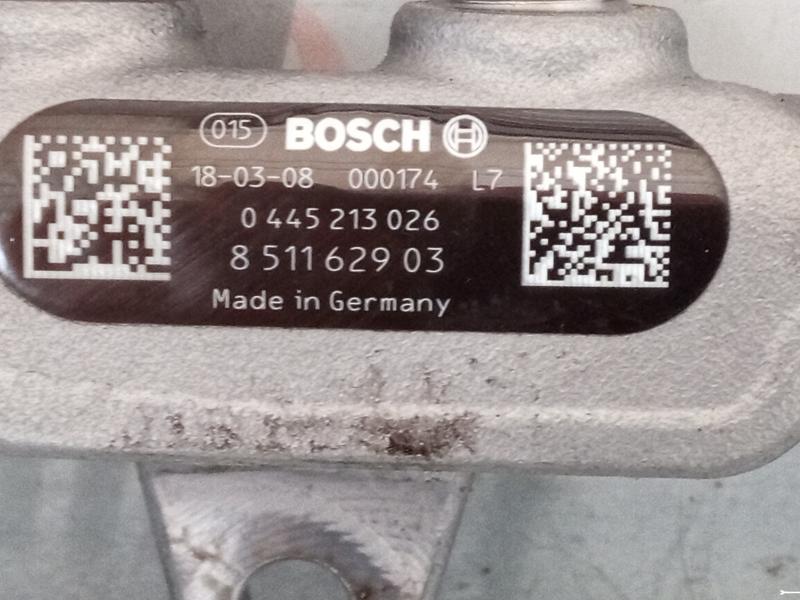 015 BOSCH
18-03-08 000174 L7
0 445 213 026
8 511 629 03
Made in Germany